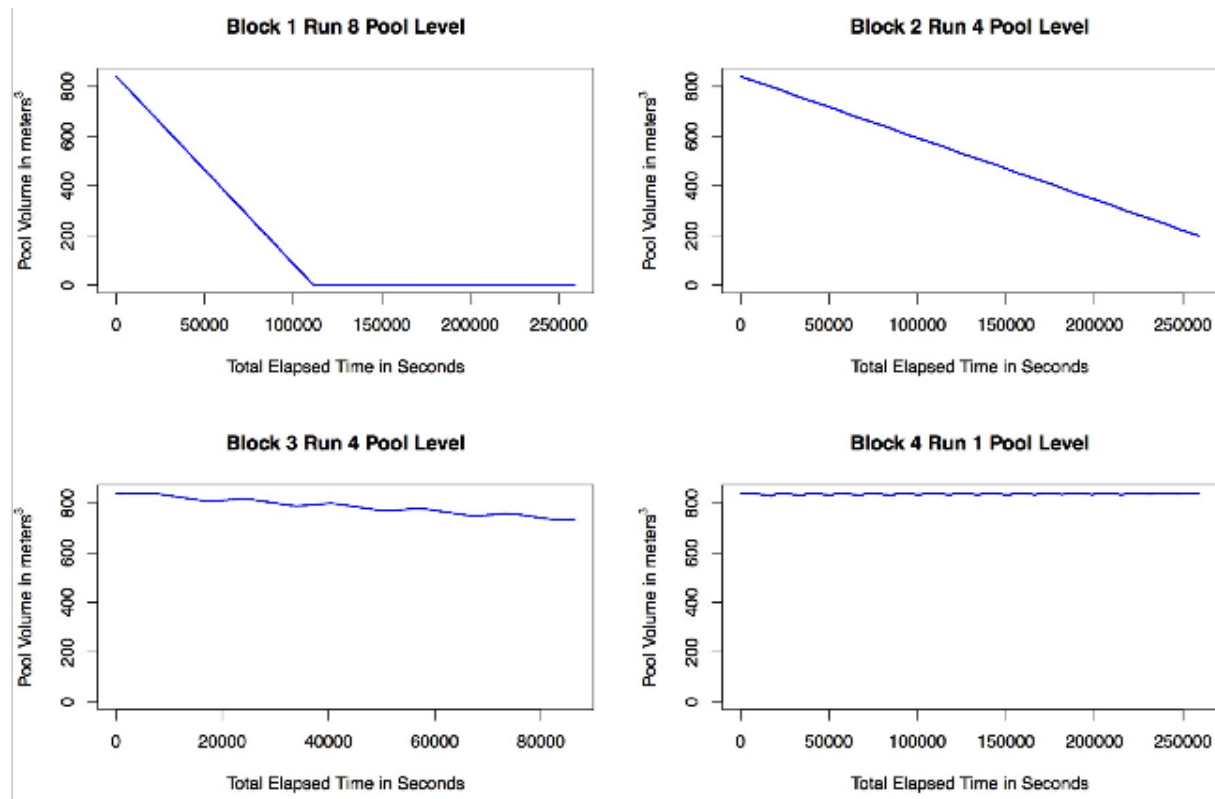 Block 1 Run 8 Pool Level
Pool Volume in meters³
800
600
400
200
0
0 50000 100000 150000 200000 250000
Total Elapsed Time in Seconds
Block 2 Run 4 Pool Level
Pool Volume in meters³
800
600
400
200
0
0 50000 100000 150000 200000 250000
Total Elapsed Time in Seconds
Block 3 Run 4 Pool Level
Pool Volume in meters³
800
600
400
200
0
0 20000 40000 60000 80000
Total Elapsed Time in Seconds
Block 4 Run 1 Pool Level
Pool Volume in meters³
800
600
400
200
0
0 50000 100000 150000 200000 250000
Total Elapsed Time in Seconds